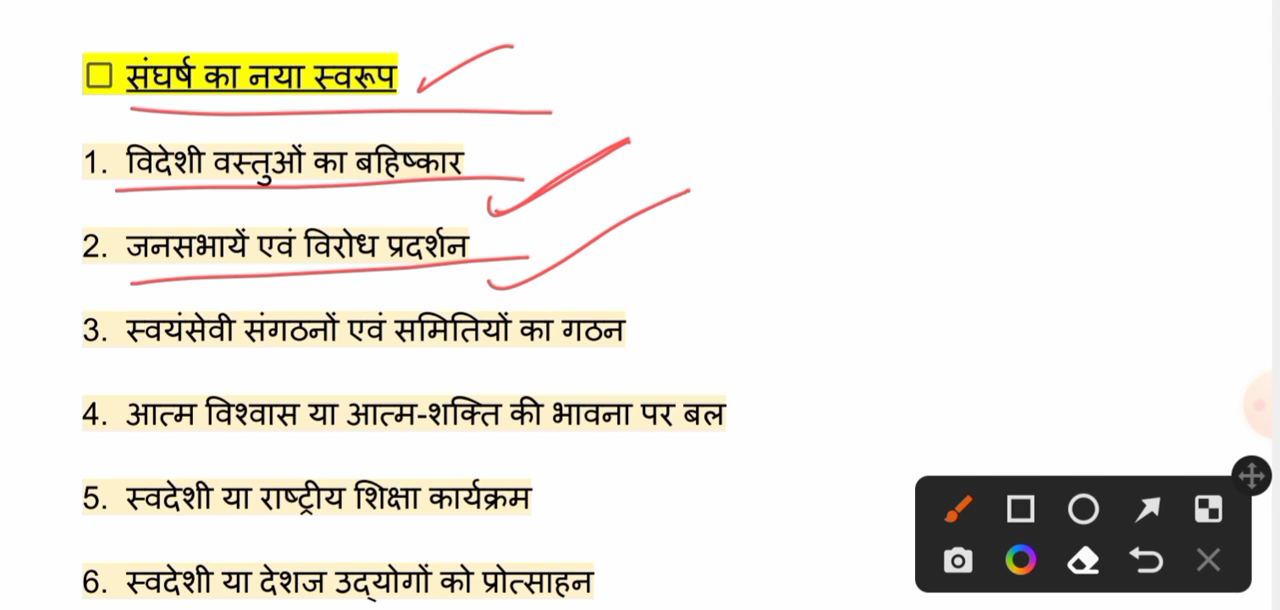 □ संघर्ष का नया स्वरूप
1. विदेशी वस्तुओं का बहिष्कार
2. जनसभायें एवं विरोध प्रदर्शन
3. स्वयंसेवी संगठनों एवं समितियों का गठन
4. आत्म विश्वास या आत्म-शक्ति की भावना पर बल
5. स्वदेशी या राष्ट्रीय शिक्षा कार्यक्रम
6. स्वदेशी या देशज उद्योगों को प्रोत्साहन